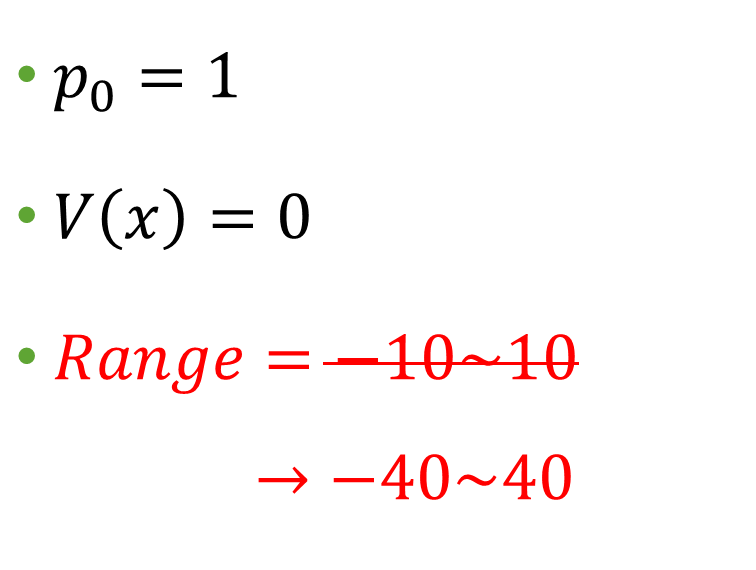 • p₀ = 1
• V(x) = 0
• Range = −10~10
→ −40~40